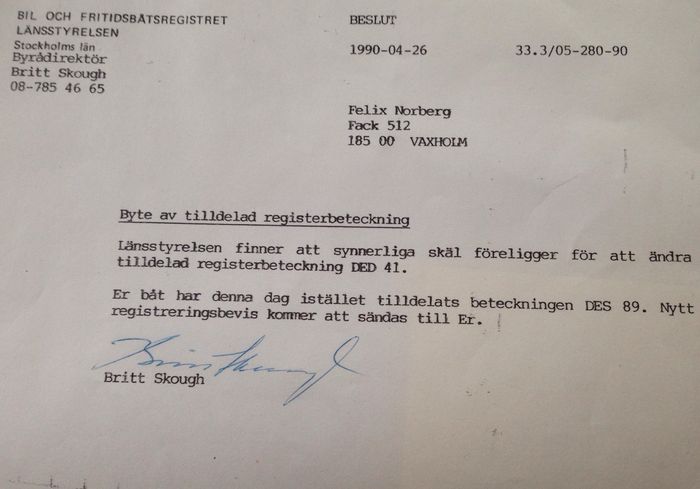 BIL OCH FRITIDSBÅTSREGISTRET
LÄNSSTYRELSEN
Stockholms län
Byrådirektör
Britt Skough
08-785 46 65
BESLUT
1990-04-26 33.3/05-280-90
Felix Norberg
Fack 512
185 00 VAXHOLM
Byte av tilldelad registerbeteckning
Länsstyrelsen finner att synnerliga skäl föreligger för att ändra
tilldelad registerbeteckning DED 41.
Er båt har denna dag istället tilldelats beteckningen DES 89. Nytt
registreringsbevis kommer att sändas till Er.
Britt Skough
Britt Skough